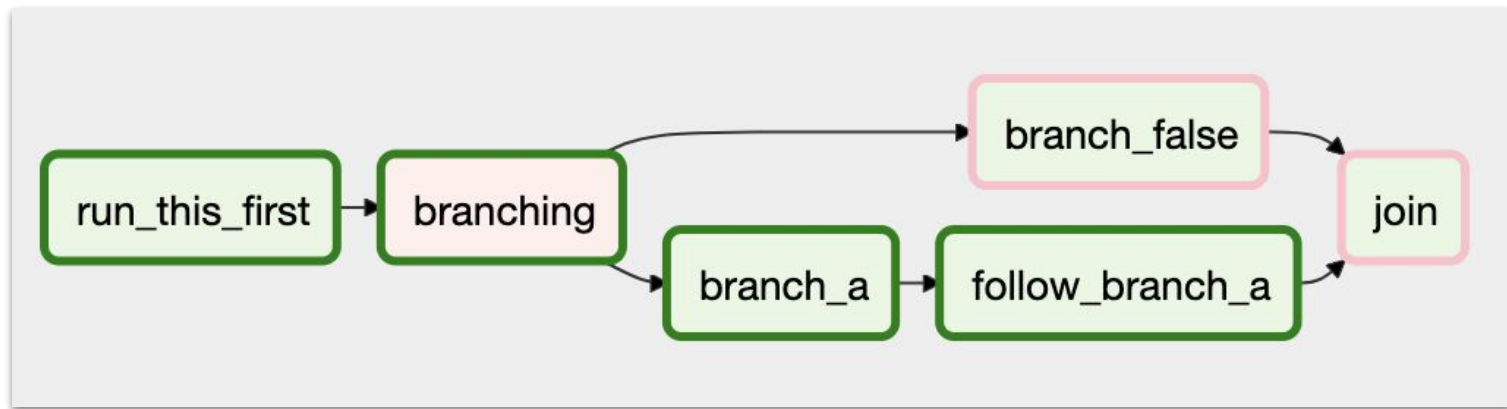 run_this_first
branching
branch_false
branch_a
follow_branch_a
join